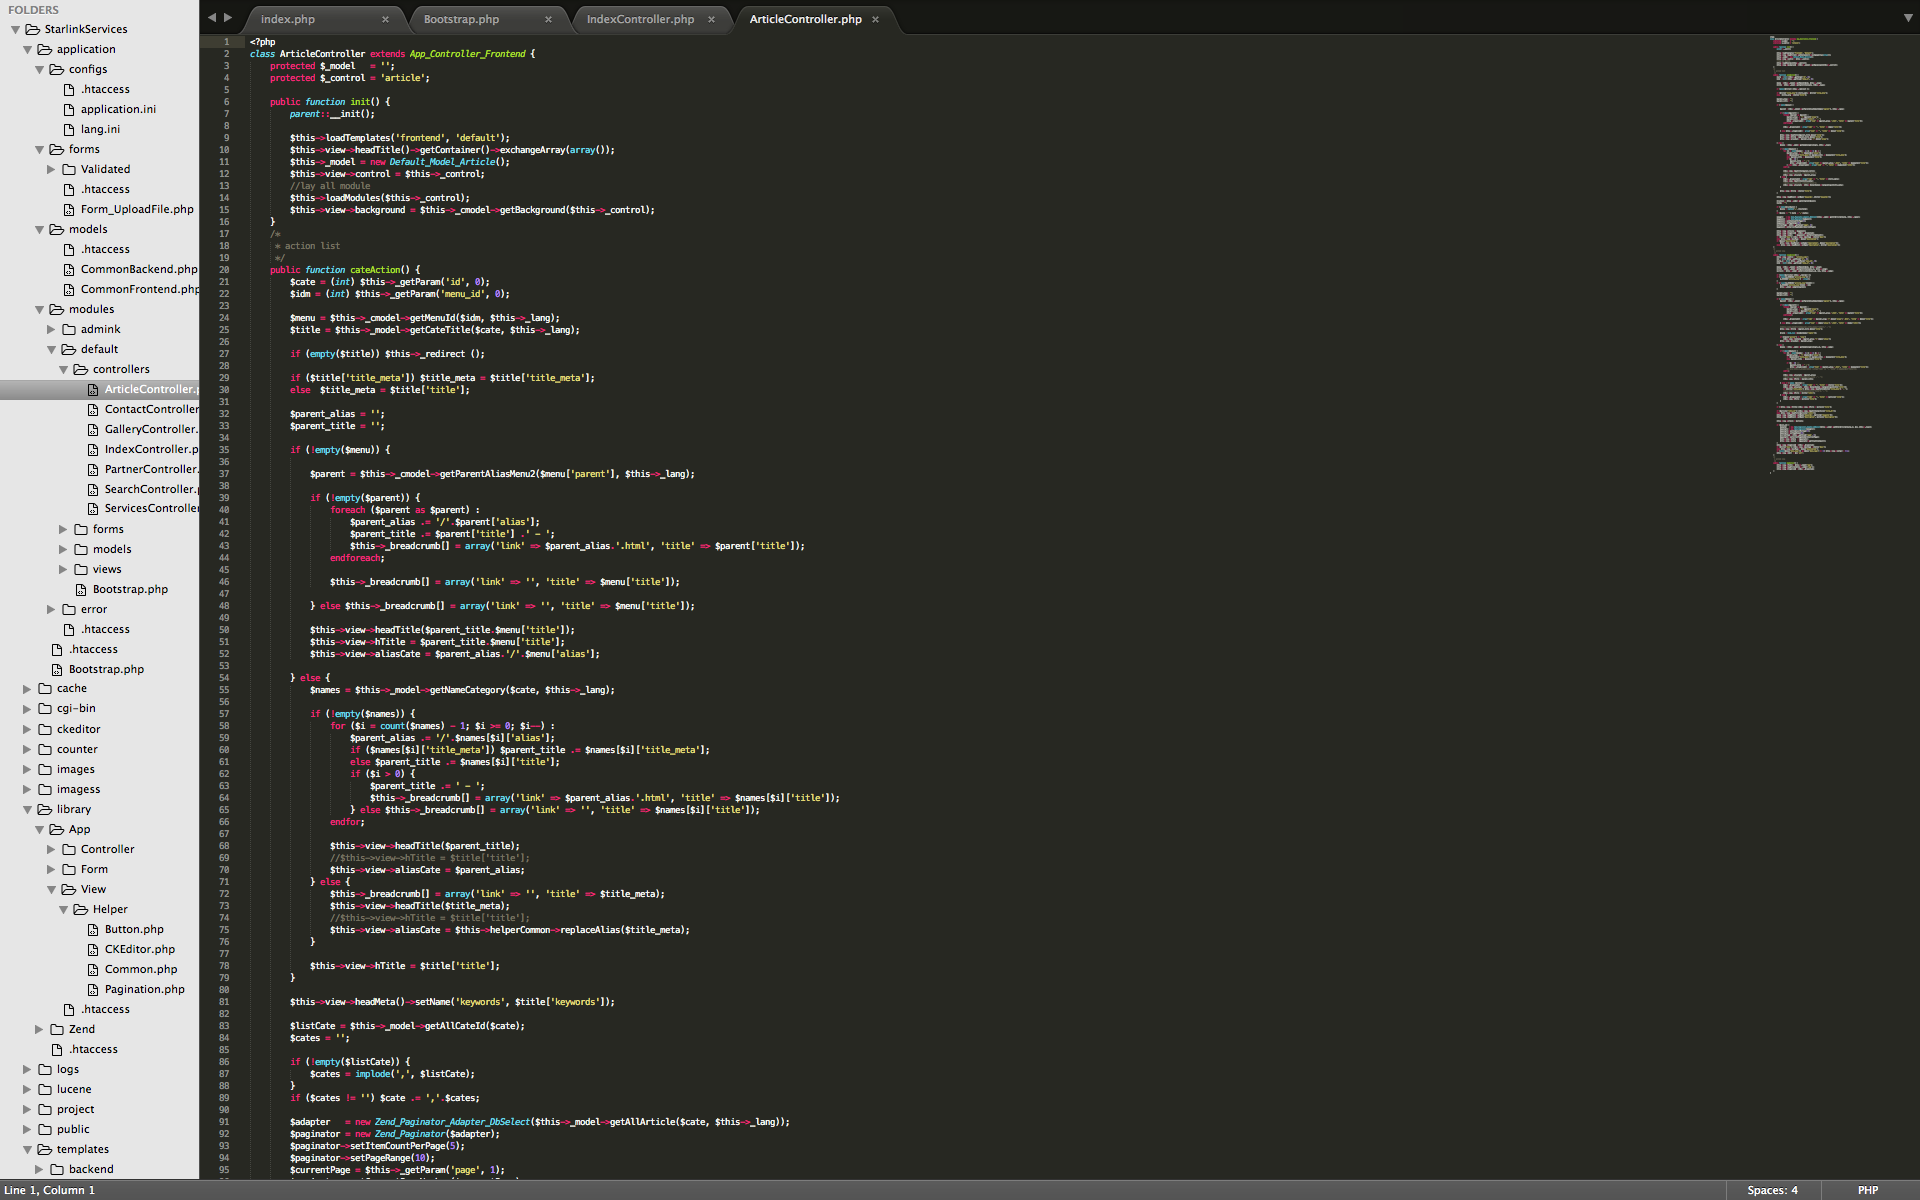 FOLDERS
StarlinkServices
application
configs
.htaccess
application.ini
lang.ini
forms
Validated
.htaccess
Form_UploadFile.php
models
.htaccess
CommonBackend.php
CommonFrontend.php
modules
admink
default
controllers
ArticleController.p
ContactController
GalleryController.
IndexController.p
PartnerController.
SearchController.p
ServicesController
forms
models
views
Bootstrap.php
error
.htaccess
.htaccess
Bootstrap.php
cache
cgi-bin
ckeditor
counter
images
imagess
library
App
Controller
Form
View
Helper
Button.php
CKEditor.php
Common.php
Pagination.php
.htaccess
Zend
.htaccess
logs
lucene
project
public
templates
backend
index.php ×
Bootstrap.php ×
IndexController.php ×
ArticleController.php ×
1 <?php
2 class ArticleController extends App_Controller_Frontend {
3 protected $_model = '';
4 protected $_control = 'article';
5
6 public function init() {
7 parent::__init();
8
9 $this->loadTemplates('frontend', 'default');
10 $this->view->headTitle()->getContainer()->exchangeArray(array());
11 $this->_model = new Default_Model_Article();
12 $this->view->control = $this->_control;
13 //lay all module
14 $this->loadModules($this->_control);
15 $this->view->background = $this->_cmodel->getBackground($this->_control);
16 }
17 /*
18 * action list
19 */
20 public function cateAction() {
21 $cate = (int) $this->_getParam('id', 0);
22 $idm = (int) $this->_getParam('menu_id', 0);
23
24 $menu = $this->_cmodel->getMenuId($idm, $this->_lang);
25 $title = $this->_model->getCateTitle($cate, $this->_lang);
26
27 if (empty($title)) $this->_redirect ();
28
29 if ($title['title_meta']) $title_meta = $title['title_meta'];
30 else $title_meta = $title['title'];
31
32 $parent_alias = '';
33 $parent_title = '';
34
35 if (!empty($menu)) {
36
37 $parent = $this->_cmodel->getParentAliasMenu2($menu['parent'], $this->_lang);
38
39 if (!empty($parent)) {
40 foreach ($parent as $parent) :
41 $parent_alias .= '/'.$parent['alias'];
42 $parent_title .= $parent['title'] .' - ';
43 $this->_breadcrumb[] = array('link' => $parent_alias.'.html', 'title' => $parent['title']);
44 endforeach;
45
46 $this->_breadcrumb[] = array('link' => '', 'title' => $menu['title']);
47
48 } else $this->_breadcrumb[] = array('link' => '', 'title' => $menu['title']);
49
50 $this->view->headTitle($parent_title.$menu['title']);
51 $this->view->hTitle = $parent_title.$menu['title'];
52 $this->view->aliasCate = $parent_alias.'/'.$menu['alias'];
53
54 } else {
55 $names = $this->_model->getNameCategory($cate, $this->_lang);
56
57 if (!empty($names)) {
58 for ($i = count($names) - 1; $i >= 0; $i--) :
59 $parent_alias .= '/'.$names[$i]['alias'];
60 if ($names[$i]['title_meta']) $parent_title .= $names[$i]['title_meta'];
61 else $parent_title .= $names[$i]['title'];
62 if ($i > 0) {
63 $parent_title .= ' - ';
64 $this->_breadcrumb[] = array('link' => $parent_alias.'.html', 'title' => $names[$i]['title']);
65 } else $this->_breadcrumb[] = array('link' => '', 'title' => $names[$i]['title']);
66 endfor;
67
68 $this->view->headTitle($parent_title);
69 //$this->view->hTitle = $title['title'];
70 $this->view->aliasCate = $parent_alias;
71 } else {
72 $this->_breadcrumb[] = array('link' => '', 'title' => $title_meta);
73 $this->view->headTitle($title_meta);
74 //$this->view->hTitle = $title['title'];
75 $this->view->aliasCate = $this->helperCommon->replaceAlias($title_meta);
76 }
77
78 $this->view->hTitle = $title['title'];
79 }
80
81 $this->view->headMeta()->setName('keywords', $title['keywords']);
82
83 $listCate = $this->_model->getAllCateId($cate);
84 $cates = '';
85
86 if (!empty($listCate)) {
87 $cates = implode(',', $listCate);
88 }
89 if ($cates != '') $cate .= ','.$cates;
90
91 $adapter = new Zend_Paginator_Adapter_DbSelect($this->_model->getAllArticle($cate, $this->_lang));
92 $paginator = new Zend_Paginator($adapter);
93 $paginator->setItemCountPerPage(5);
94 $paginator->setPageRange(10);
95 $currentPage = $this->_getParam('page', 1);
Line 1, Column 1
Spaces: 4
PHP